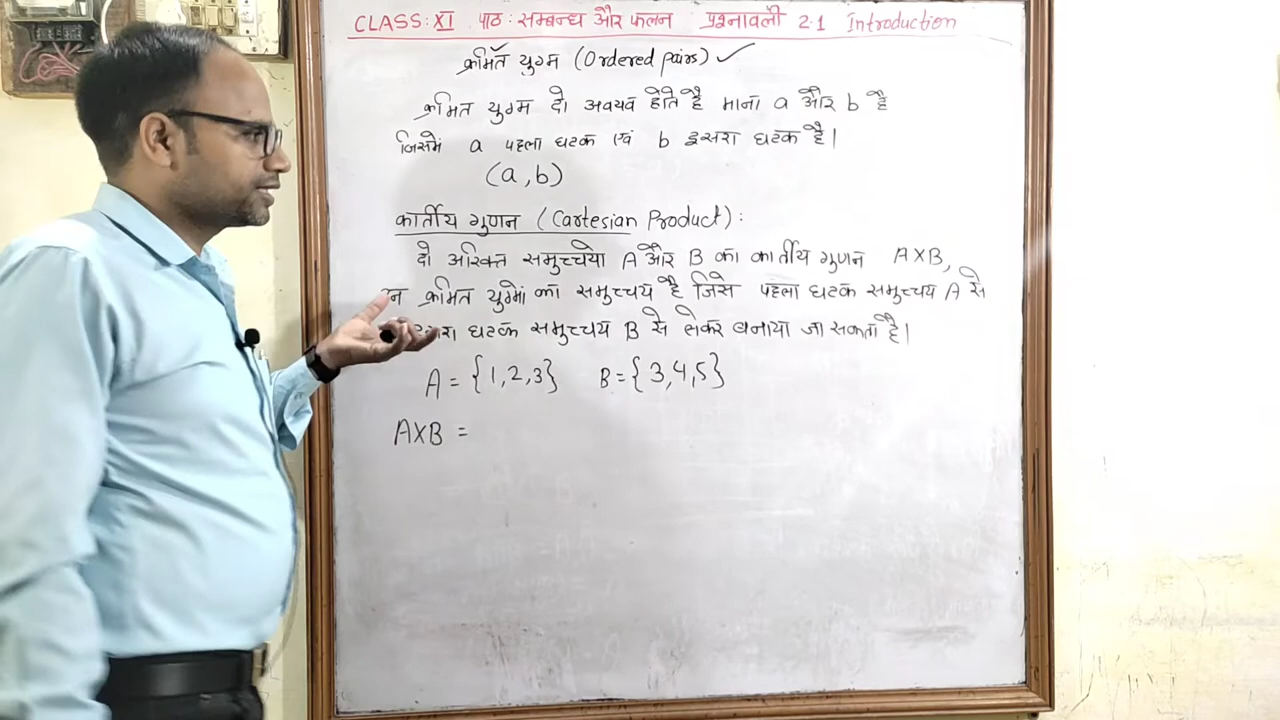 CLASS: XI पाठ: सम्बन्ध और फलन प्रश्नावली 2.1 Introduction
क्रमित युग्म (Ordered pairs) ✓
क्रमित युग्म दो अवयव होते है माना a और b है
जिसमें a पहला घटक एवं b दूसरा घटक है।
(a, b)
कार्तीय गुणन (Cartesian Product):
दो अरिक्त समुच्चयो A और B का कार्तीय गुणन A×B,
क्रमित युग्मों का समुच्चय है जिसे पहला घटक समुच्चय A से
घटक समुच्चय B से लेकर बनाया जा सकता है।
A = {1,2,3} B = {3,4,5}
A×B =